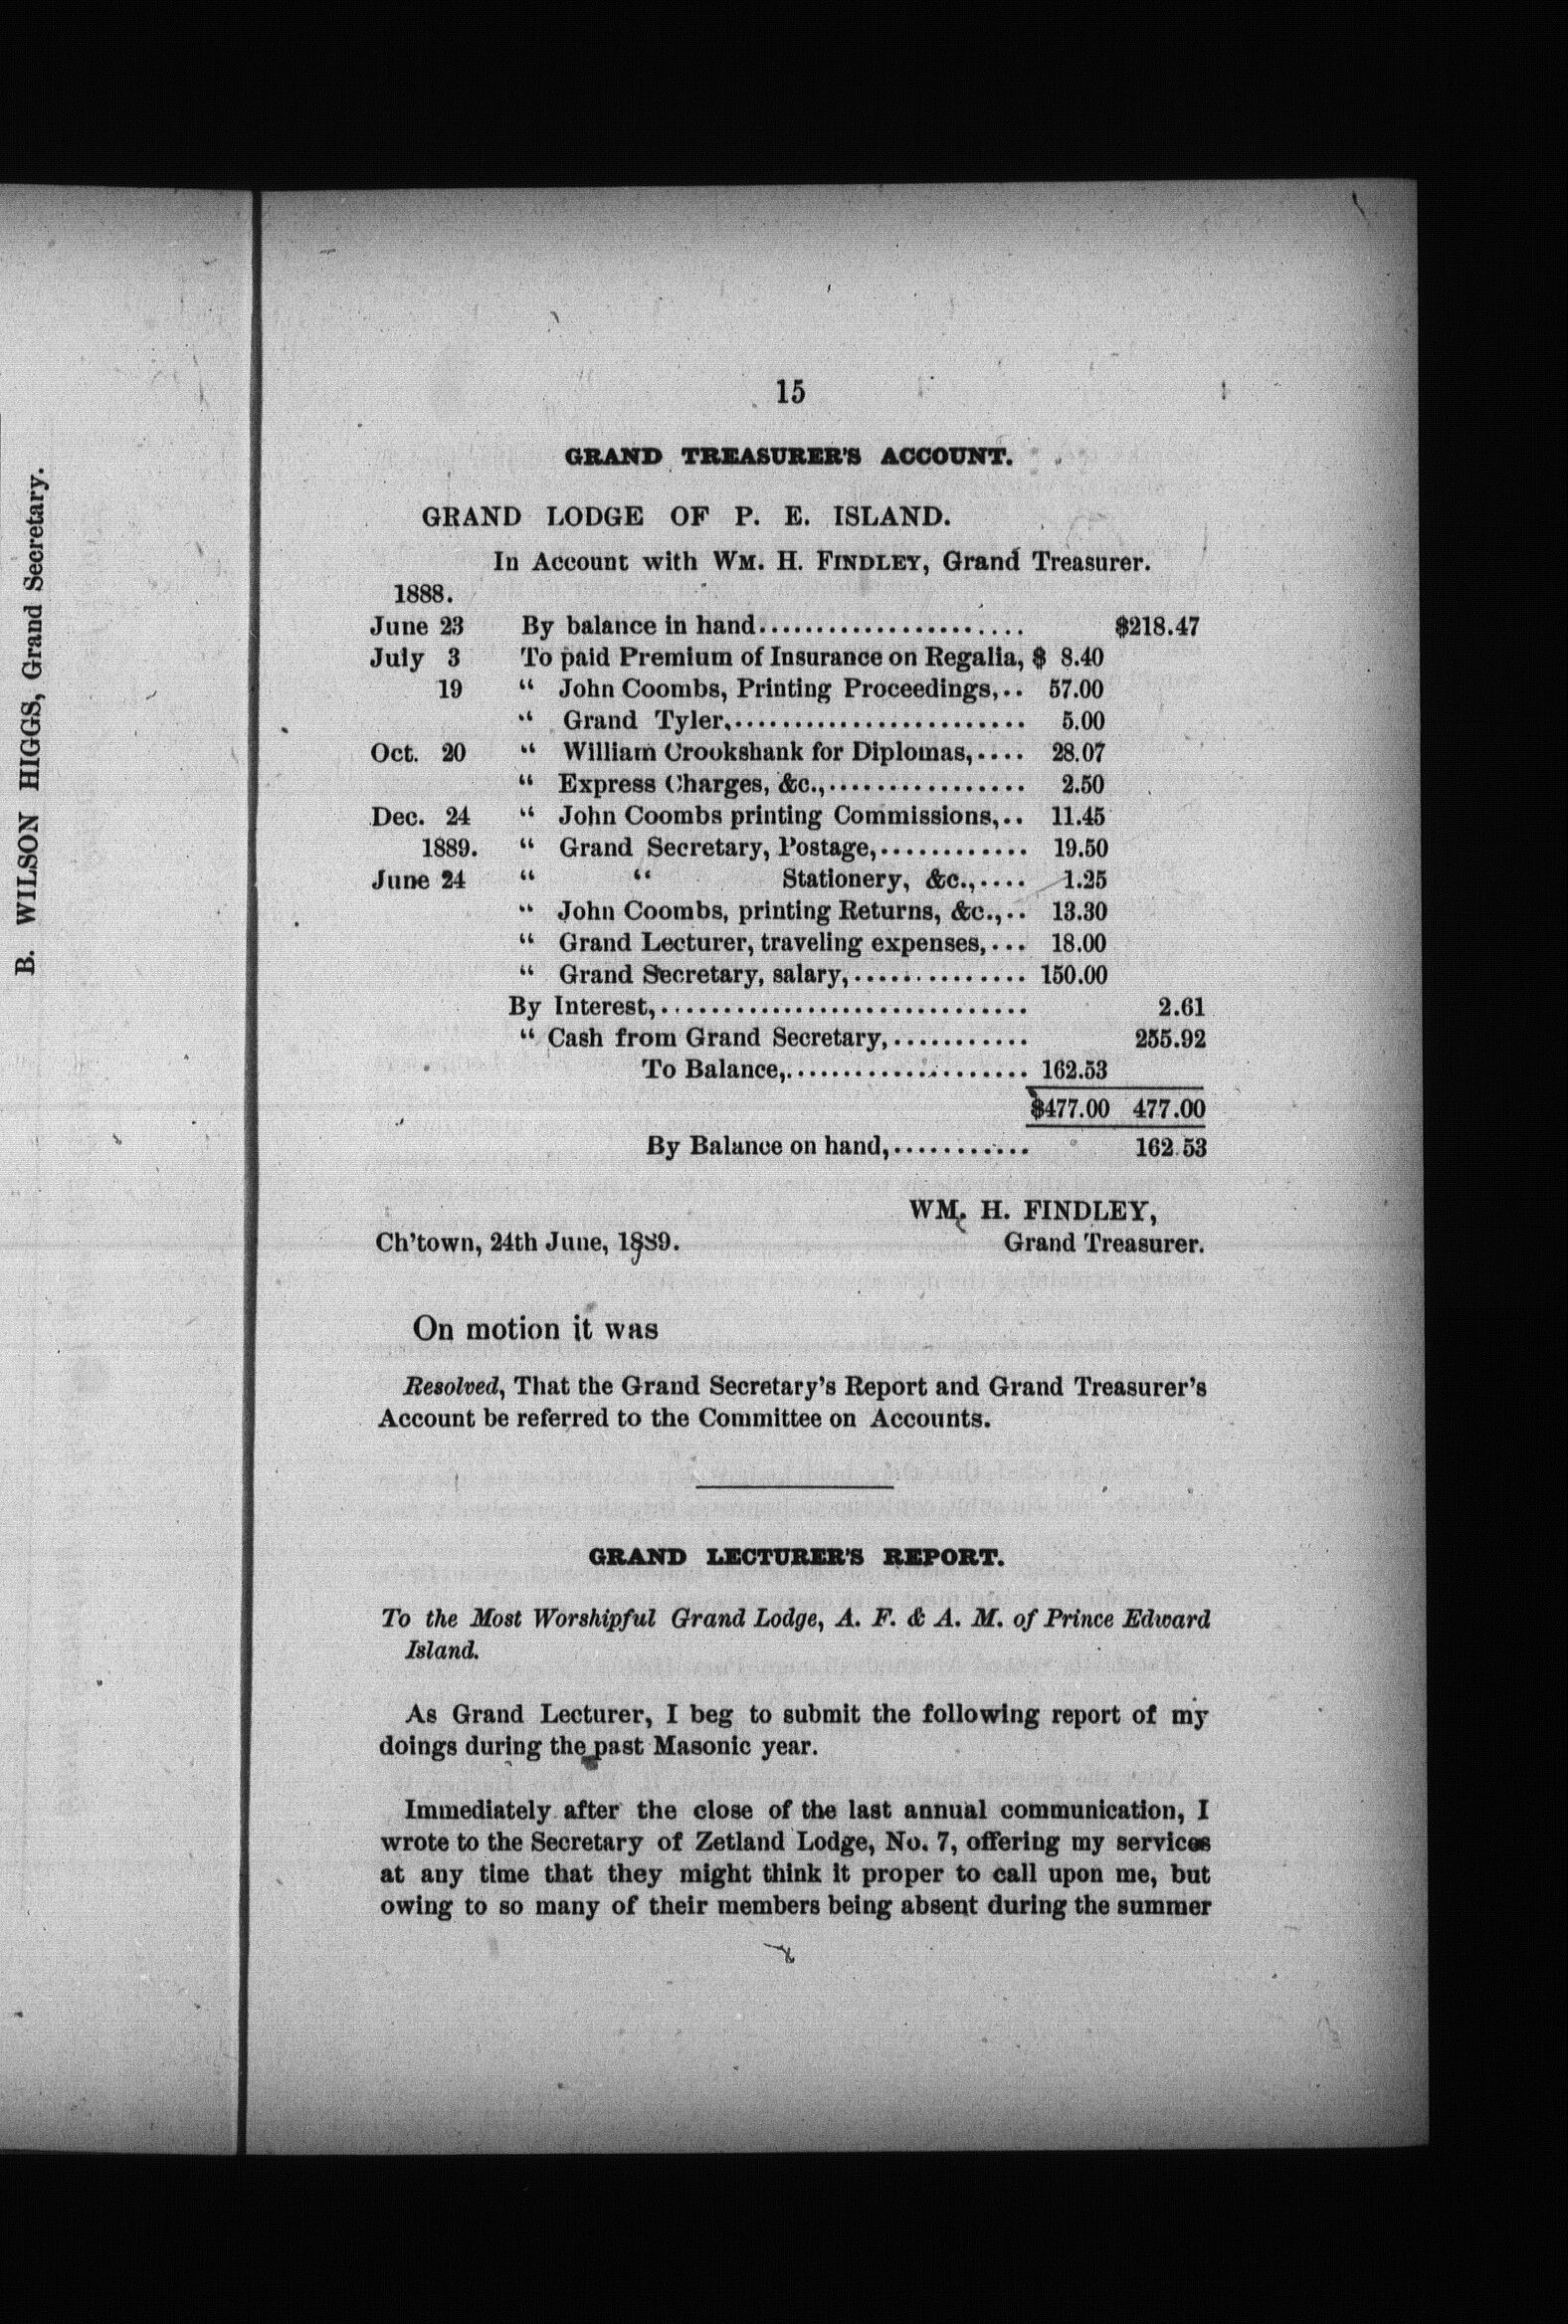 B. WILSON HIGGS, Grand Secretary.
15
GRAND TREASURER'S ACCOUNT.
GRAND LODGE OF P. E. ISLAND.
In Account with WM. H. FINDLEY, Grand Treasurer.
1888.
June 23 By balance in hand....................... $218.47
July 3 To paid Premium of Insurance on Regalia, $ 8.40
19 “ John Coombs, Printing Proceedings,.. 57.00
“ Grand Tyler,......................... 5.00
Oct. 20 “ William Crookshank for Diplomas,.... 28.07
“ Express Charges, &c.,................. 2.50
Dec. 24 “ John Coombs printing Commissions,.. 11.45
1889. “ Grand Secretary, Postage,............. 19.50
June 24 “ “ Stationery, &c.,.... 1.25
“ John Coombs, printing Returns, &c.,.. 13.30
“ Grand Lecturer, traveling expenses,... 18.00
“ Grand Secretary, salary,............... 150.00
By Interest,............................... 2.61
“ Cash from Grand Secretary,............ 255.92
To Balance,.................... 162.53
$477.00 477.00
By Balance on hand,............ 162.53
WM. H. FINDLEY,
Ch'town, 24th June, 1889. Grand Treasurer.
On motion it was
Resolved, That the Grand Secretary's Report and Grand Treasurer's
Account be referred to the Committee on Accounts.
GRAND LECTURER'S REPORT.
To the Most Worshipful Grand Lodge, A. F. & A. M. of Prince Edward
Island.
As Grand Lecturer, I beg to submit the following report of my
doings during the past Masonic year.
Immediately after the close of the last annual communication, I
wrote to the Secretary of Zetland Lodge, No. 7, offering my services
at any time that they might think it proper to call upon me, but
owing to so many of their members being absent during the summer